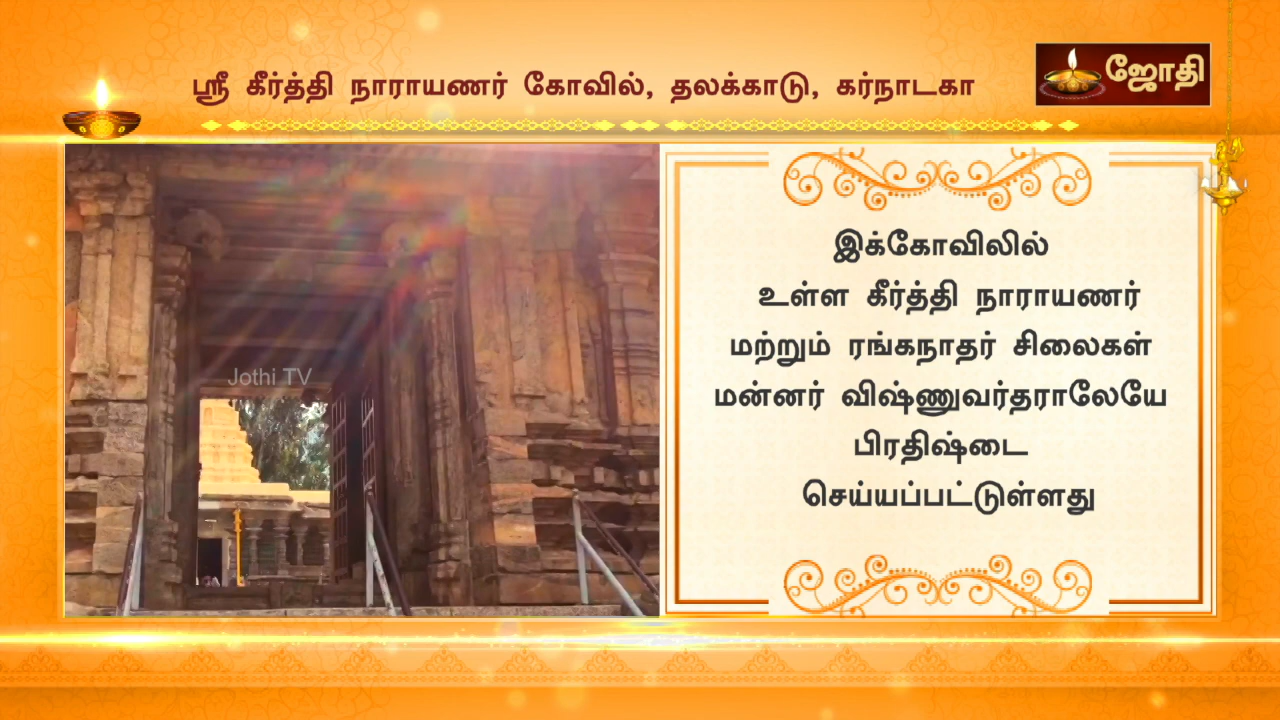 ஸ்ரீ கீர்த்தி நாராயணர் கோவில், தலக்காடு, கர்நாடகா
ஜோதி
Jothi TV
இக்கோவிலில்
உள்ள கீர்த்தி நாராயணர்
மற்றும் ரங்கநாதர் சிலைகள்
மன்னர் விஷ்ணுவர்தராலேயே
பிரதிஷ்டை
செய்யப்பட்டுள்ளது